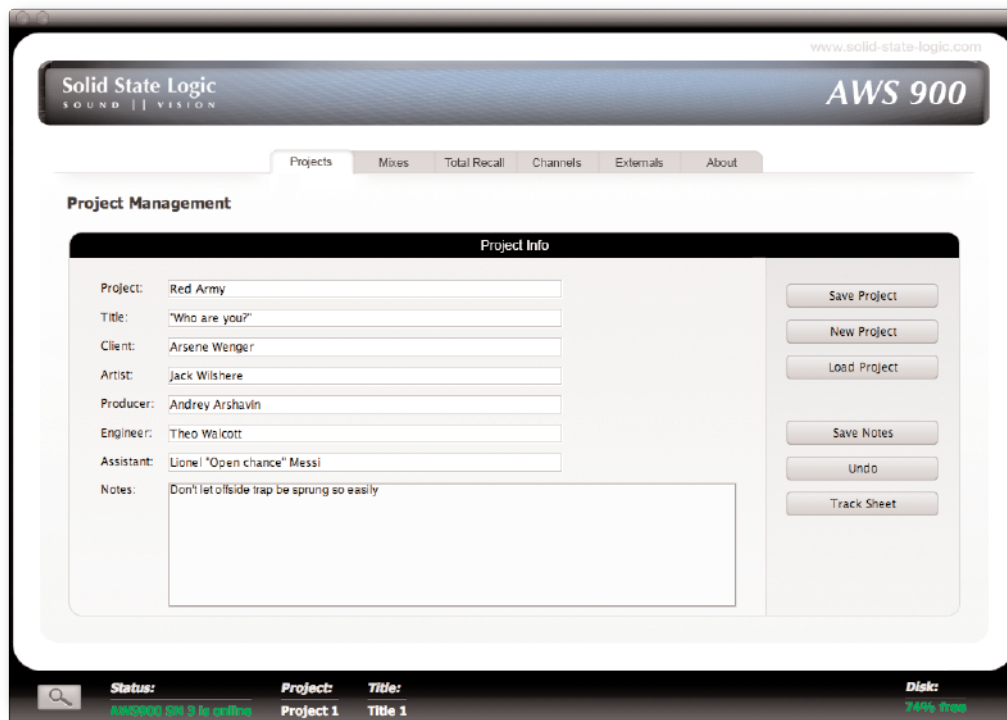 www.solid-state-logic.com
Solid State Logic
SOUND || VISION
AWS 900
Projects Mixes Total Recall Channels Externals About
Project Management
Project Info
Project: Red Army
Title: "Who are you?"
Client: Arsene Wenger
Artist: Jack Wilshere
Producer: Andrey Arshavin
Engineer: Theo Walcott
Assistant: Lionel "Open chance" Messi
Notes: Don't let offside trap be sprung so easily
Save Project
New Project
Load Project
Save Notes
Undo
Track Sheet
Status: Project: Title: Disk:
AWS900 SN 3 is online Project 1 Title 1 74% free